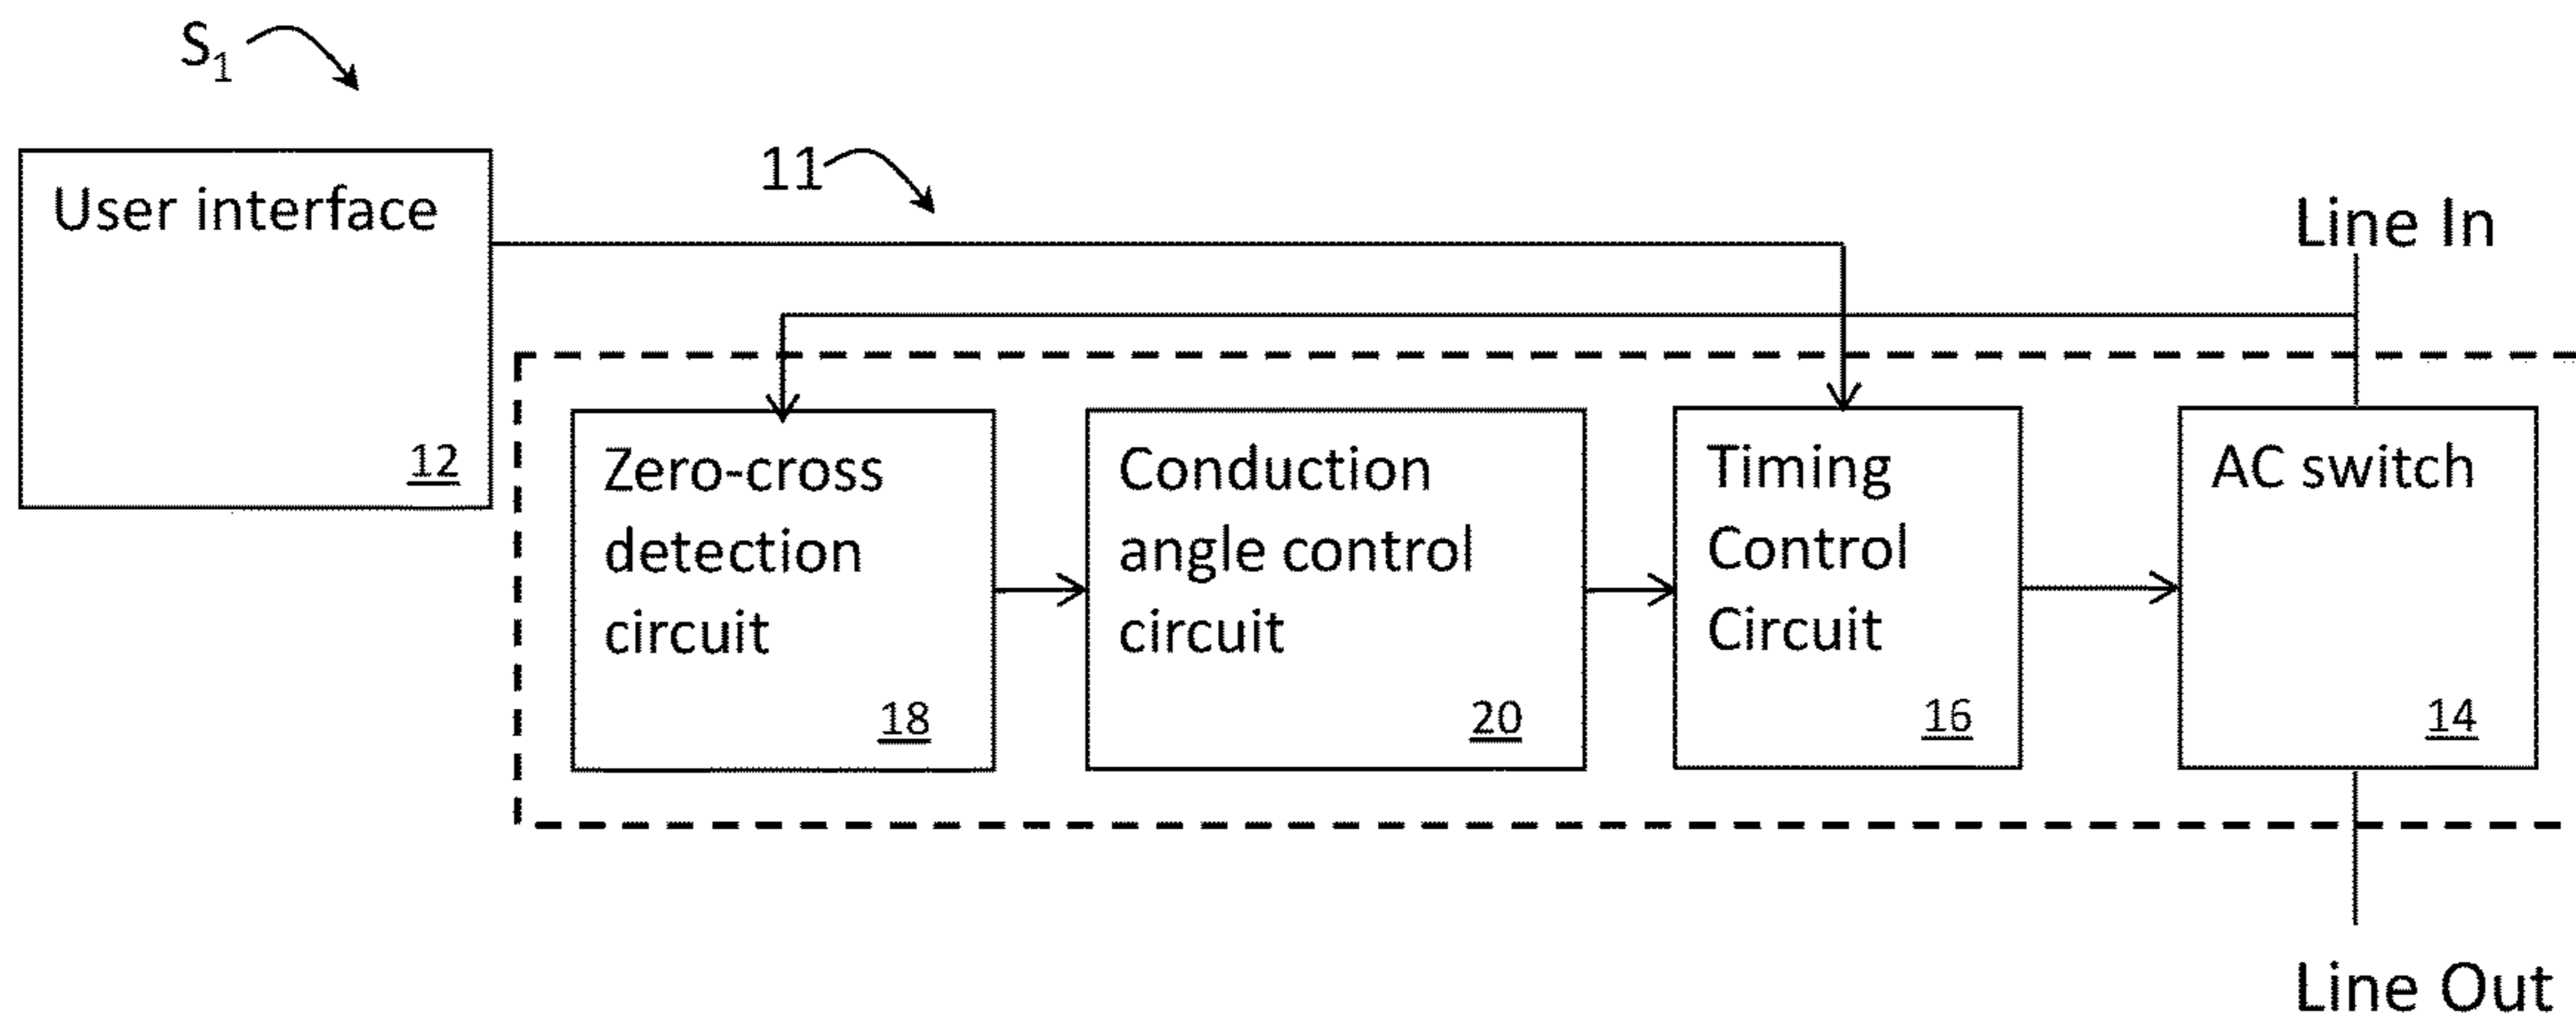 S1
11
User interface
12
Line In
Zero-cross
detection
circuit
18
Conduction
angle control
circuit
20
Timing
Control
Circuit
16
AC switch
14
Line Out